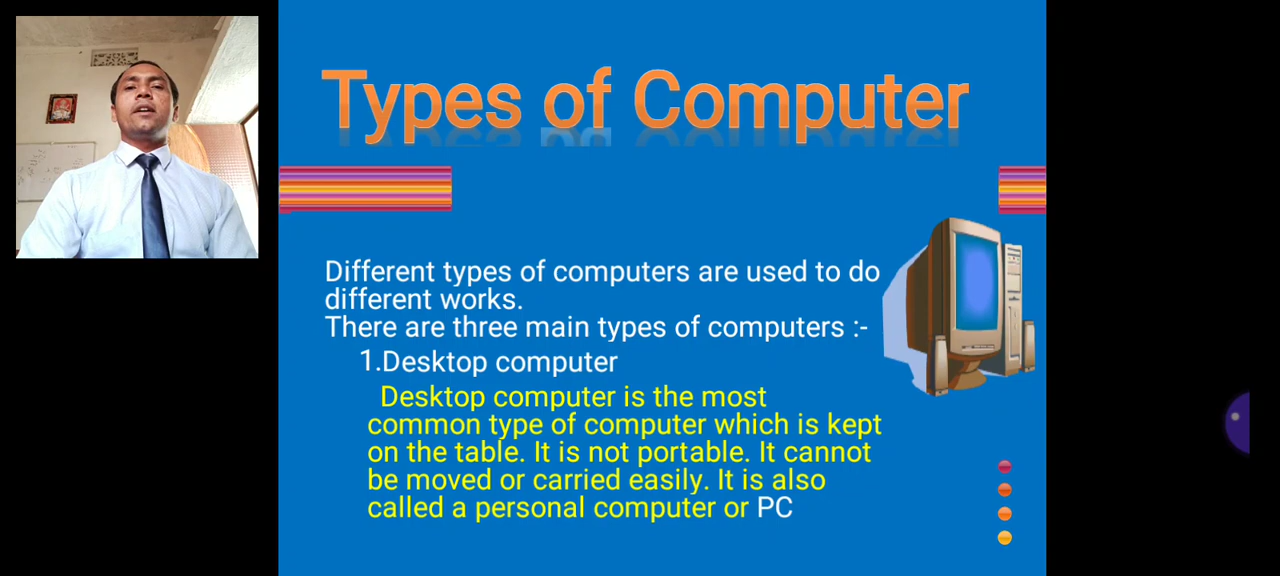 Types of Computer
Different types of computers are used to do
different works.
There are three main types of computers :-
1.Desktop computer
Desktop computer is the most
common type of computer which is kept
on the table. It is not portable. It cannot
be moved or carried easily. It is also
called a personal computer or PC